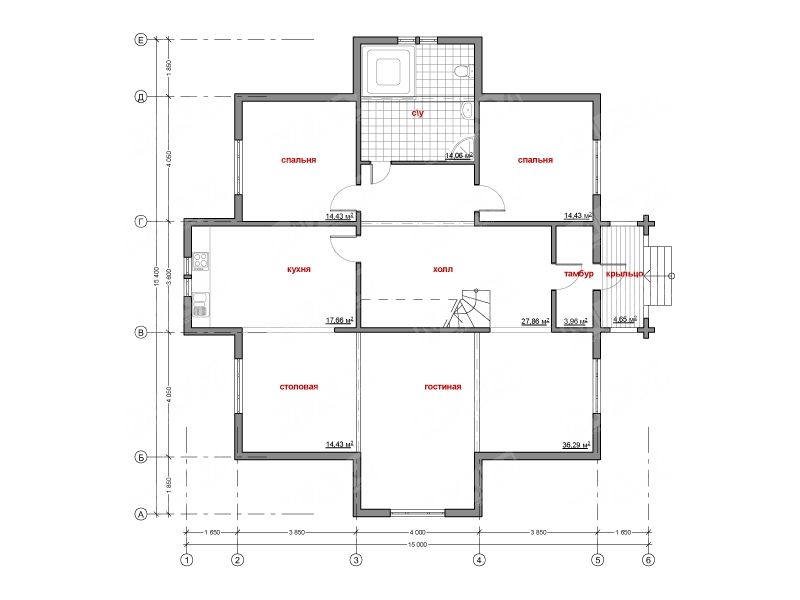 Е
1 850
Д
с\у
14,06 м²
спальня
спальня
4 050
14,43 м²
14,43 м²
Г
кухня
холл
тамбур
крыльцо
15 400
3 600
17,66 м²
27,86 м²
3,96 м²
4,65 м²
В
столовая
гостиная
4 050
14,43 м²
36,29 м²
Б
1 850
А
1 650
3 850
4 000
3 850
1 650
15 000
1
2
3
4
5
6